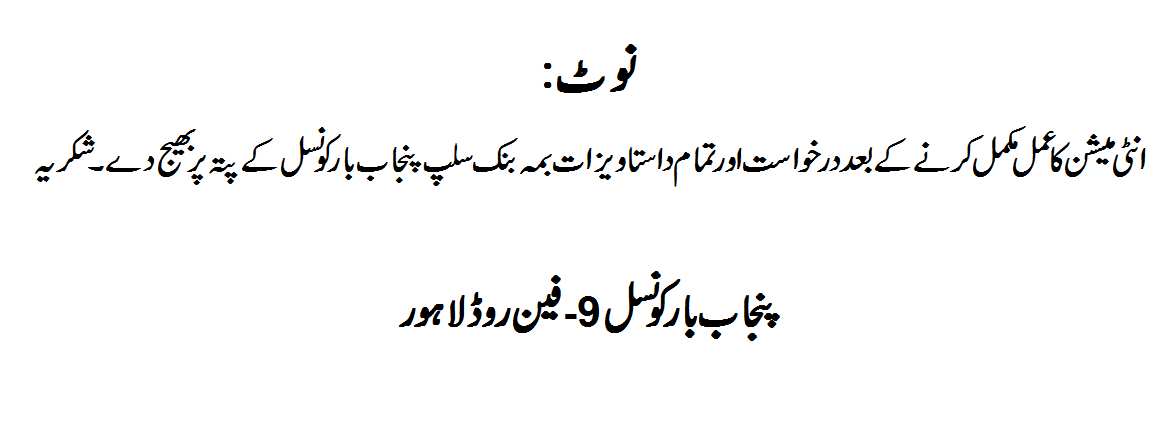 نوٹ:
انٹی میشن کا عمل مکمل کرنے کے بعد درخواست اور تمام داستاویزات بمہ بنک سلپ پنجاب بار کونسل کے پتہ پر بھیج دے۔ شکریہ
پنجاب بار کونسل 9-فین روڈ لاہور